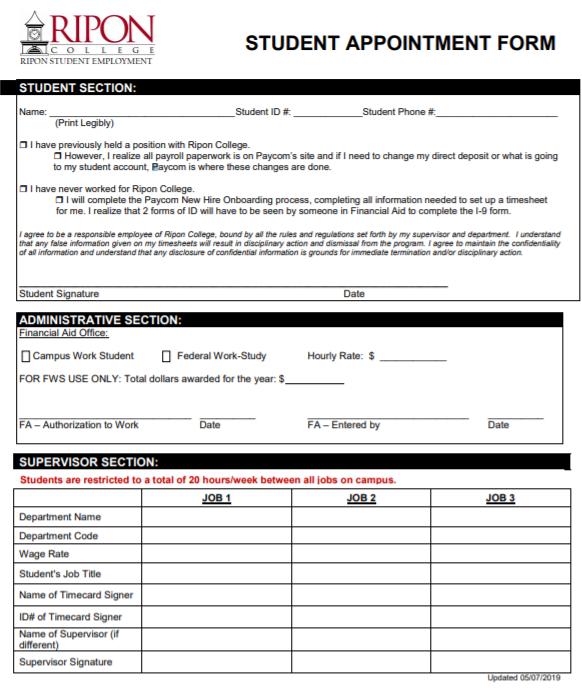 RIPON
COLLEGE
RIPON STUDENT EMPLOYMENT
STUDENT APPOINTMENT FORM
STUDENT SECTION:
Name: ____________________ Student ID #: ____________ Student Phone #: ____________________
(Print Legibly)
☐ I have previously held a position with Ripon College.
☐ However, I realize all payroll paperwork is on Paycom's site and if I need to change my direct deposit or what is going
to my student account, Paycom is where these changes are done.
☐ I have never worked for Ripon College.
☐ I will complete the Paycom New Hire Onboarding process, completing all information needed to set up a timesheet
for me. I realize that 2 forms of ID will have to be seen by someone in Financial Aid to complete the I-9 form.
I agree to be a responsible employee of Ripon College, bound by all the rules and regulations set forth by my supervisor and department. I understand
that any false information given on my timesheets will result in disciplinary action and dismissal from the program. I agree to maintain the confidentiality
of all information and understand that any disclosure of confidential information is grounds for immediate termination and/or disciplinary action.
Student Signature Date
ADMINISTRATIVE SECTION:
Financial Aid Office:
☐ Campus Work Student ☐ Federal Work-Study Hourly Rate: $ ____________
FOR FWS USE ONLY: Total dollars awarded for the year: $___________
FA – Authorization to Work Date FA – Entered by Date
SUPERVISOR SECTION:
Students are restricted to a total of 20 hours/week between all jobs on campus.
JOB 1 JOB 2 JOB 3
Department Name
Department Code
Wage Rate
Student's Job Title
Name of Timecard Signer
ID# of Timecard Signer
Name of Supervisor (if
different)
Supervisor Signature
Updated 05/07/2019